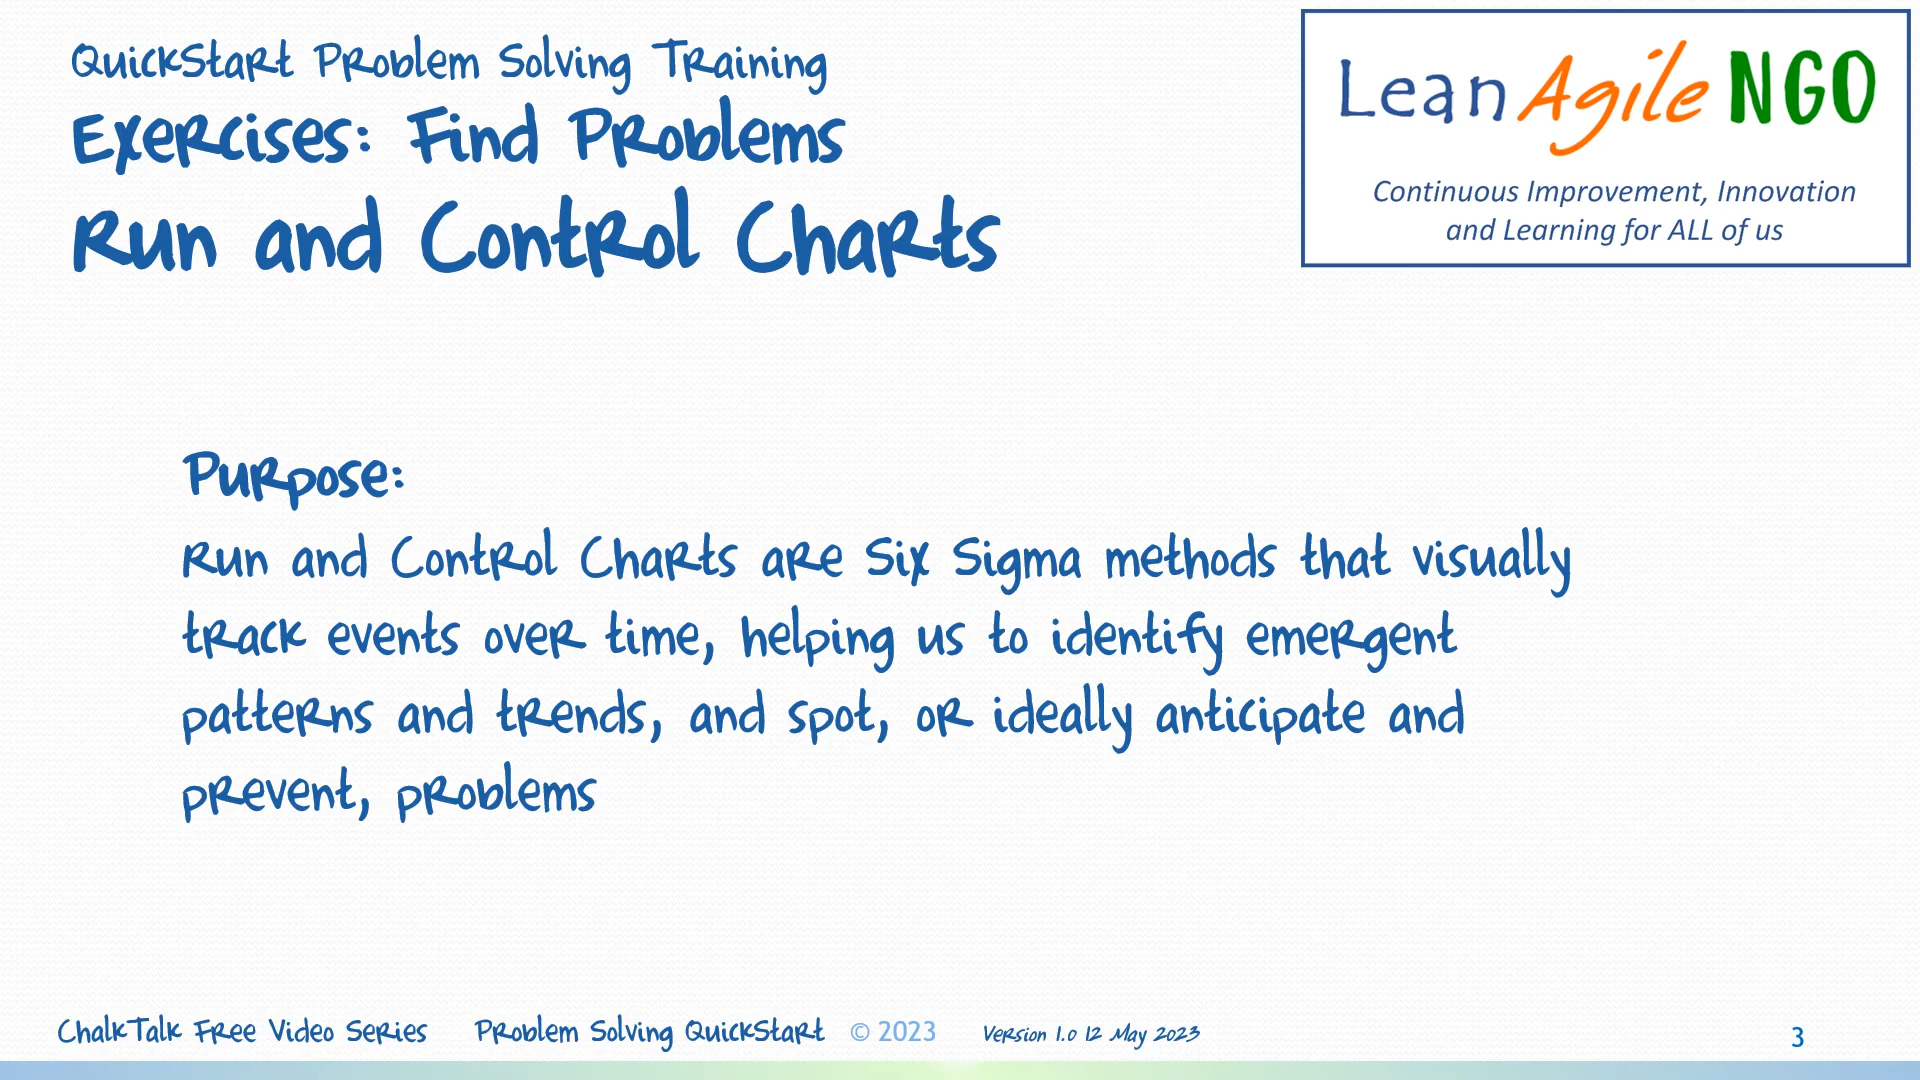 QuickStart Problem Solving Training
Exercises: Find Problems
Run and Control Charts
Lean Agile NGO
Continuous Improvement, Innovation
and Learning for ALL of us
Purpose:
Run and Control Charts are Six Sigma methods that visually
track events over time, helping us to identify emergent
patterns and trends, and spot, or ideally anticipate and
prevent, problems
ChalkTalk Free Video Series Problem Solving QuickStart © 2023 Version 1.0 12 May 2023 3